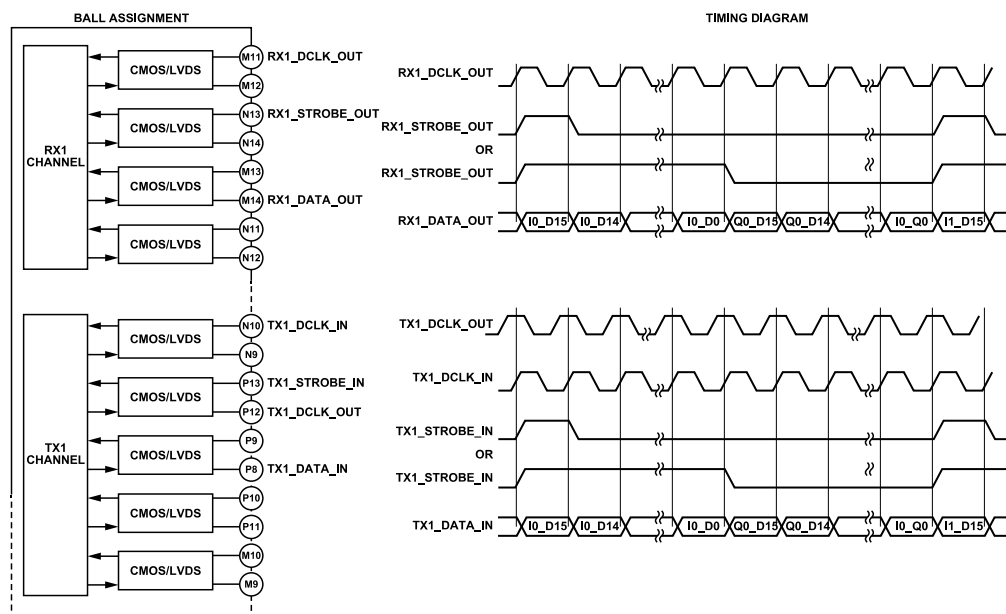 BALL ASSIGNMENT
TIMING DIAGRAM
RX1
CHANNEL
CMOS/LVDS
CMOS/LVDS
CMOS/LVDS
CMOS/LVDS
M11 RX1_DCLK_OUT
M12
N13 RX1_STROBE_OUT
N14
M13
M14 RX1_DATA_OUT
N11
N12
RX1_DCLK_OUT
RX1_STROBE_OUT
OR
RX1_STROBE_OUT
RX1_DATA_OUT I0_D15 I0_D14 I0_D0 Q0_D15 Q0_D14 I0_Q0 I1_D15
TX1
CHANNEL
CMOS/LVDS
CMOS/LVDS
CMOS/LVDS
CMOS/LVDS
CMOS/LVDS
N10 TX1_DCLK_IN
N9
P13 TX1_STROBE_IN
P12 TX1_DCLK_OUT
P9
P8 TX1_DATA_IN
P10
P11
M10
M9
TX1_DCLK_OUT
TX1_DCLK_IN
TX1_STROBE_IN
OR
TX1_STROBE_IN
TX1_DATA_IN I0_D15 I0_D14 I0_D0 Q0_D15 Q0_D14 I0_Q0 I1_D15